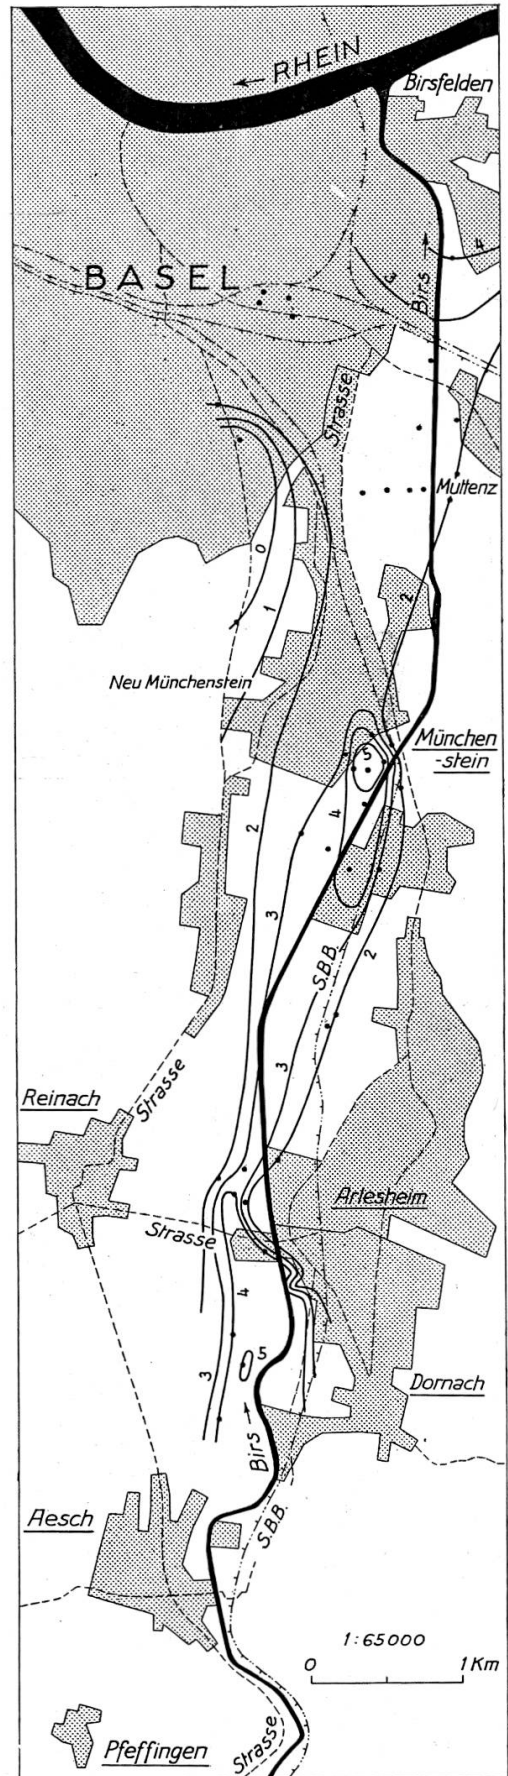 ← RHEIN
Birsfelden
4
BASEL
4
Birs →
Strasse
Muttenz
0
1
2
Neu Münchenstein
München
-stein
5
4
2
3
S.B.B.
2
3
Reinach
Strasse
Arlesheim
Strasse
4
5
3
Dornach
Birs →
Aesch
S.B.B.
1:65000
0 1 Km
Pfeffingen
Strasse